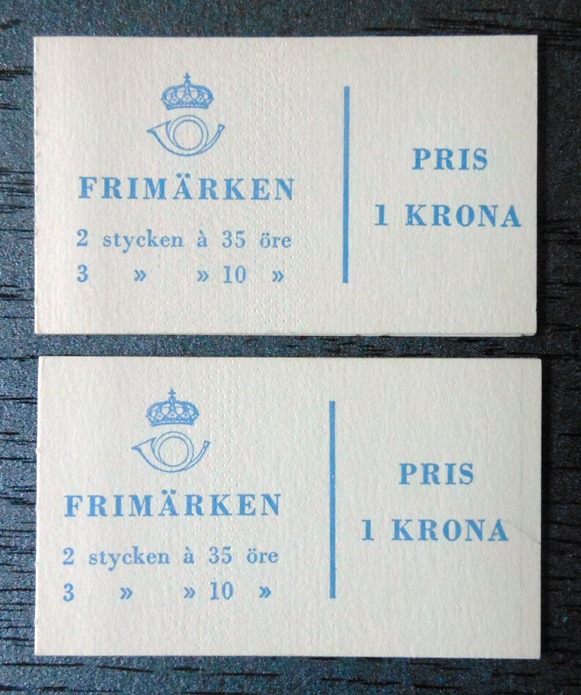 FRIMÄRKEN
2 stycken à 35 öre
3 » » 10 »
PRIS
1 KRONA
FRIMÄRKEN
2 stycken à 35 öre
3 » » 10 »
PRIS
1 KRONA